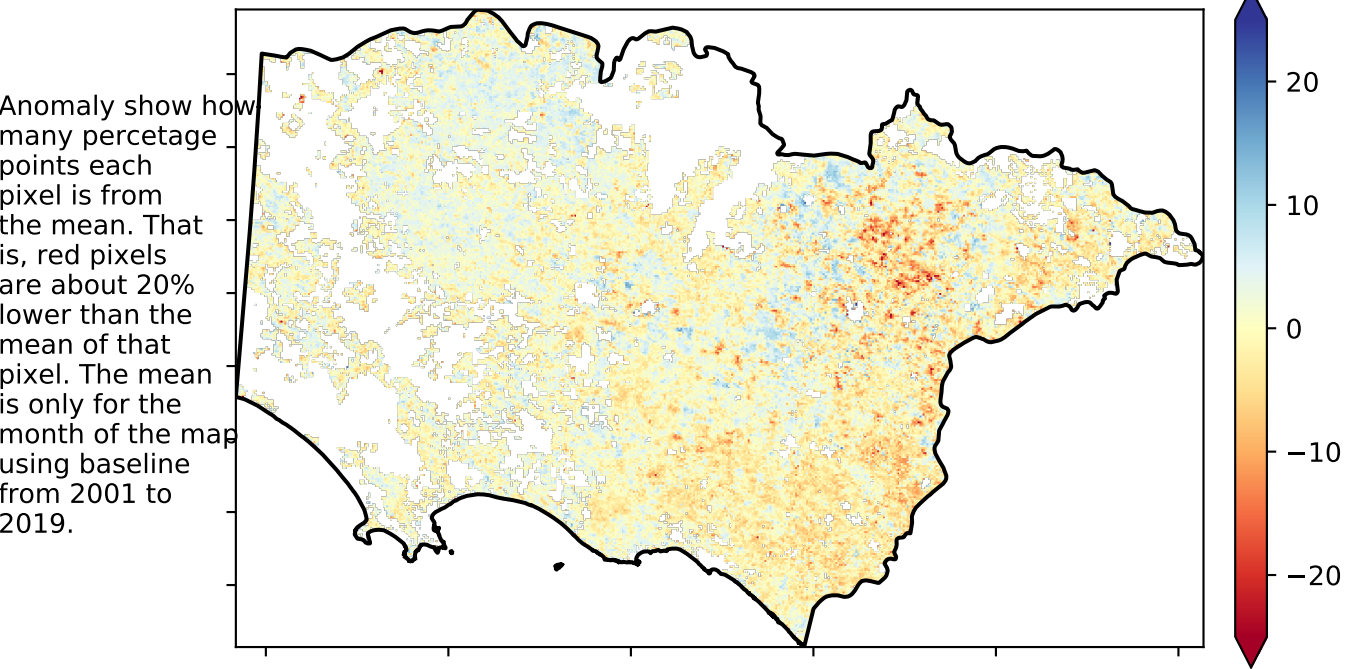 Anomaly show how
many percetage
points each
pixel is from
the mean. That
is, red pixels
are about 20%
lower than the
mean of that
pixel. The mean
is only for the
month of the map
using baseline
from 2001 to
2019.
20
10
0
−10
−20